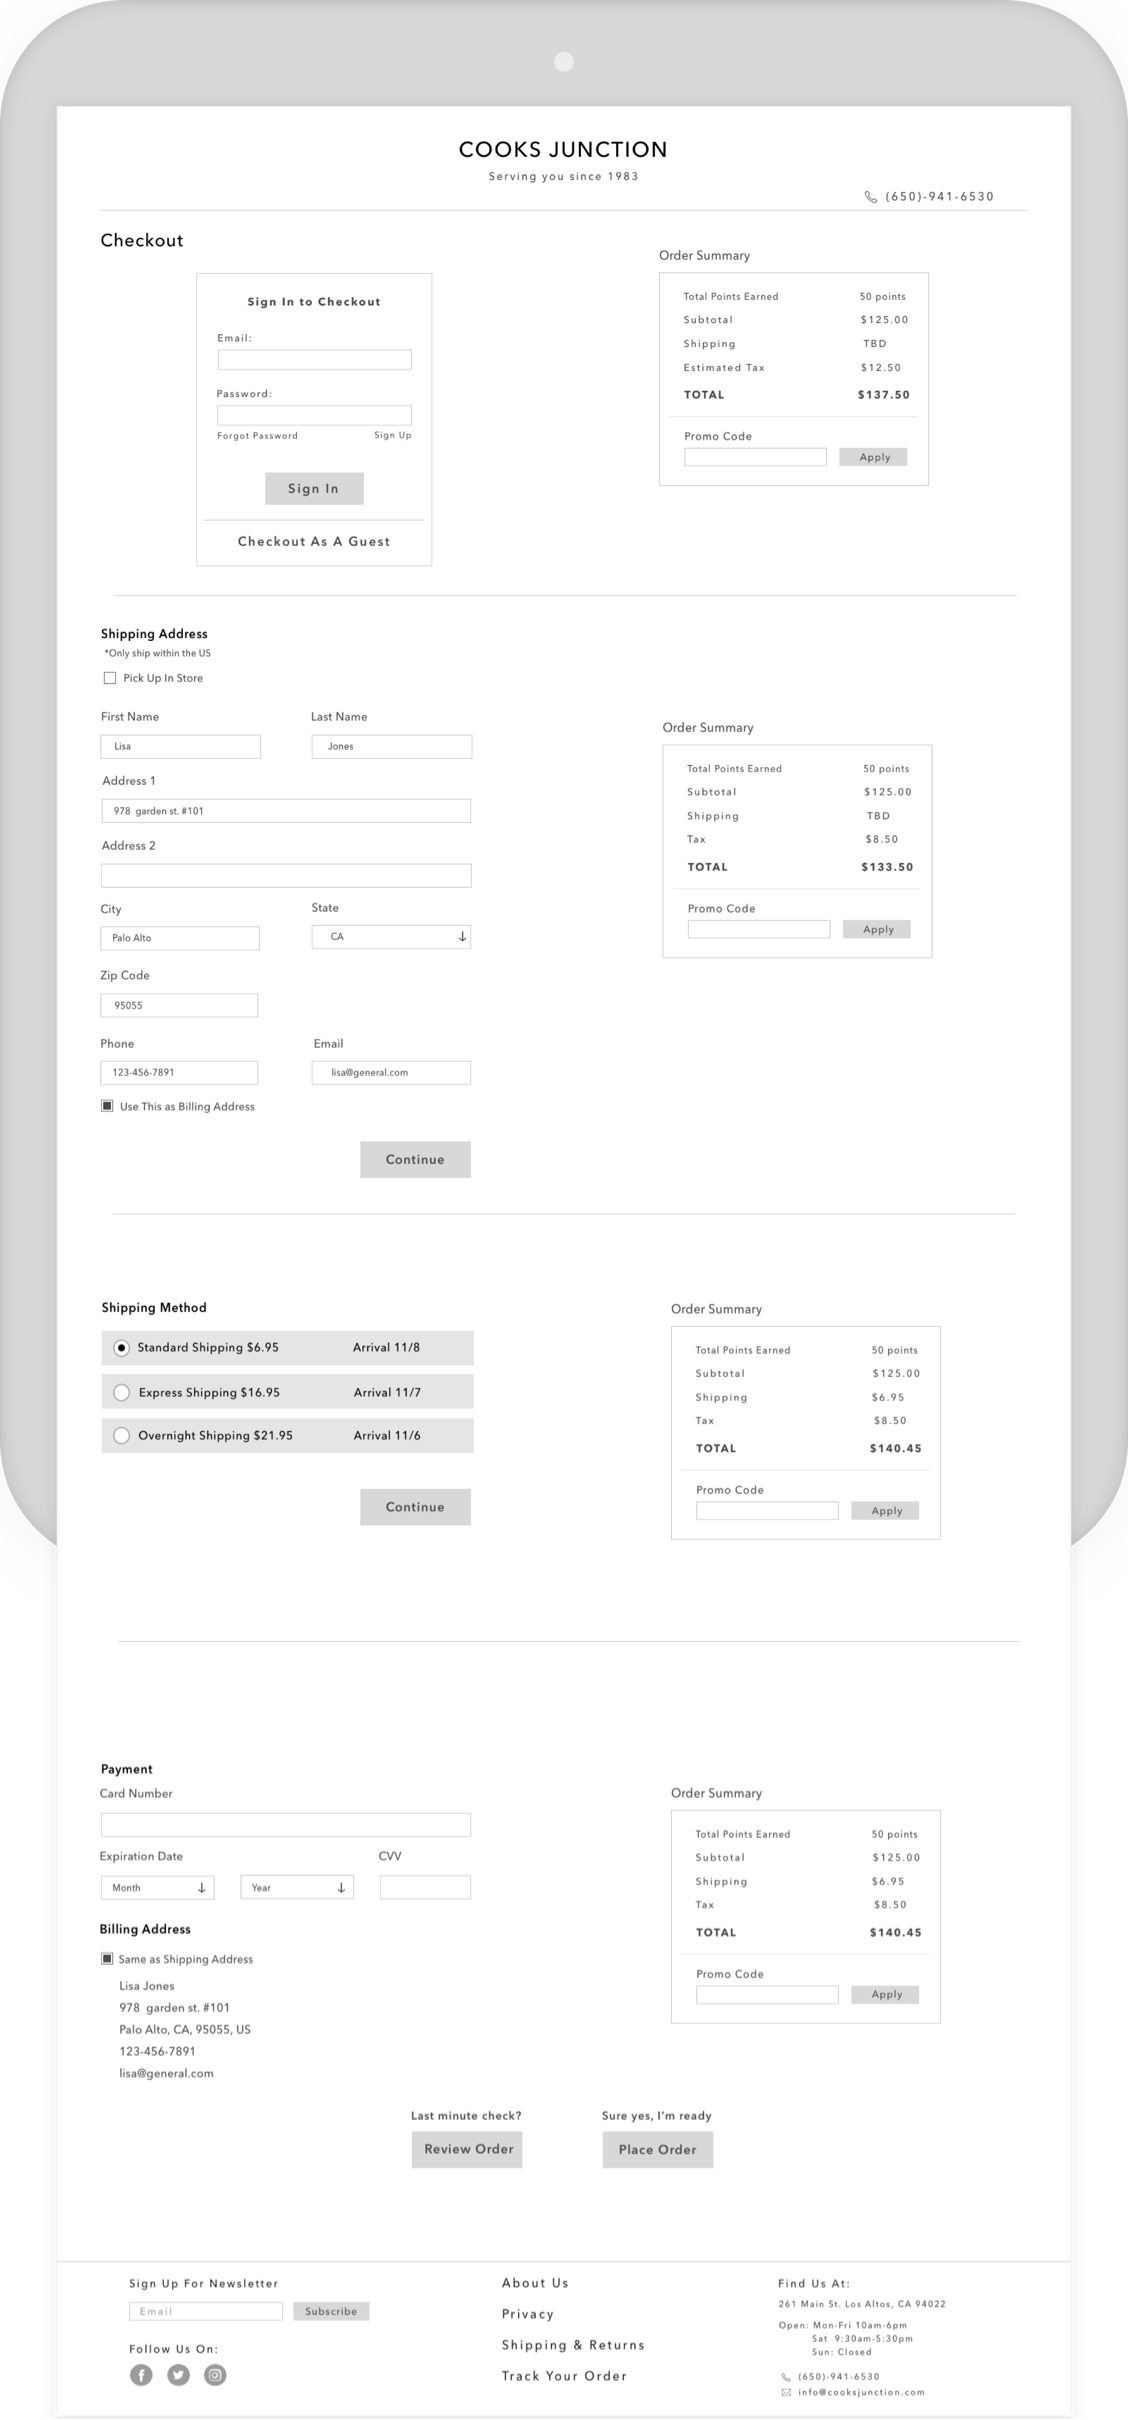 COOKS JUNCTION
Serving you since 1983
(650)-941-6530
Checkout
Sign In to Checkout
Email:
Password:
Forgot Password Sign Up
Sign In
Checkout As A Guest
Order Summary
Total Points Earned 50 points
Subtotal $125.00
Shipping TBD
Estimated Tax $12.50
TOTAL $137.50
Promo Code
Apply
Shipping Address
*Only ship within the US
Pick Up In Store
First Name Last Name
Lisa Jones
Address 1
978 garden st. #101
Address 2
City State
Palo Alto CA
Zip Code
95055
Phone Email
123-456-7891 lisa@general.com
Use This as Billing Address
Continue
Order Summary
Total Points Earned 50 points
Subtotal $125.00
Shipping TBD
Tax $8.50
TOTAL $133.50
Promo Code
Apply
Shipping Method
Standard Shipping $6.95 Arrival 11/8
Express Shipping $16.95 Arrival 11/7
Overnight Shipping $21.95 Arrival 11/6
Continue
Order Summary
Total Points Earned 50 points
Subtotal $125.00
Shipping $6.95
Tax $8.50
TOTAL $140.45
Promo Code
Apply
Payment
Card Number
Expiration Date CVV
Month Year
Billing Address
Same as Shipping Address
Lisa Jones
978 garden st. #101
Palo Alto, CA, 95055, US
123-456-7891
lisa@general.com
Order Summary
Total Points Earned 50 points
Subtotal $125.00
Shipping $6.95
Tax $8.50
TOTAL $140.45
Promo Code
Apply
Last minute check? Sure yes, I'm ready
Review Order Place Order
Sign Up For Newsletter
Email Subscribe
Follow Us On:
About Us
Privacy
Shipping & Returns
Track Your Order
Find Us At:
261 Main St. Los Altos, CA 94022
Open: Mon-Fri 10am-6pm
Sat 9:30am-5:30pm
Sun: Closed
(650)-941-6530
info@cooksjunction.com